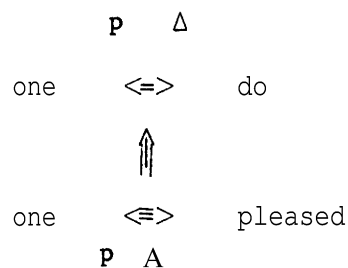 p Δ
one <=> do
⇑
one <≡> pleased
p A